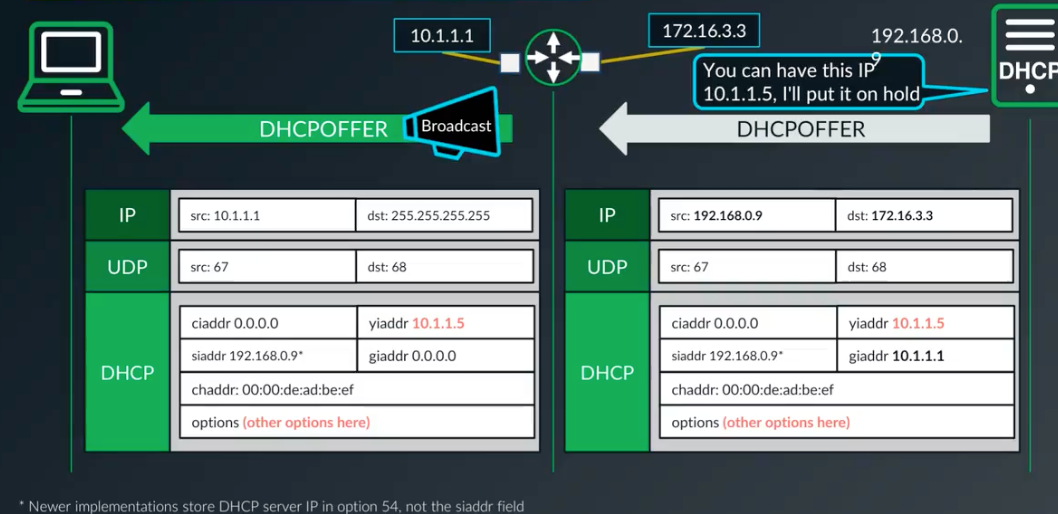 10.1.1.1
172.16.3.3
192.168.0.
9
You can have this IP
10.1.1.5, I'll put it on hold
DHCP
DHCPOFFER
Broadcast
DHCPOFFER
IP
src: 10.1.1.1
dst: 255.255.255.255
UDP
src: 67
dst: 68
DHCP
ciaddr 0.0.0.0
yiaddr 10.1.1.5
siaddr 192.168.0.9*
giaddr 0.0.0.0
chaddr: 00:00:de:ad:be:ef
options (other options here)
IP
src: 192.168.0.9
dst: 172.16.3.3
UDP
src: 67
dst: 68
DHCP
ciaddr 0.0.0.0
yiaddr 10.1.1.5
siaddr 192.168.0.9*
giaddr 10.1.1.1
chaddr: 00:00:de:ad:be:ef
options (other options here)
* Newer implementations store DHCP server IP in option 54, not the siaddr field